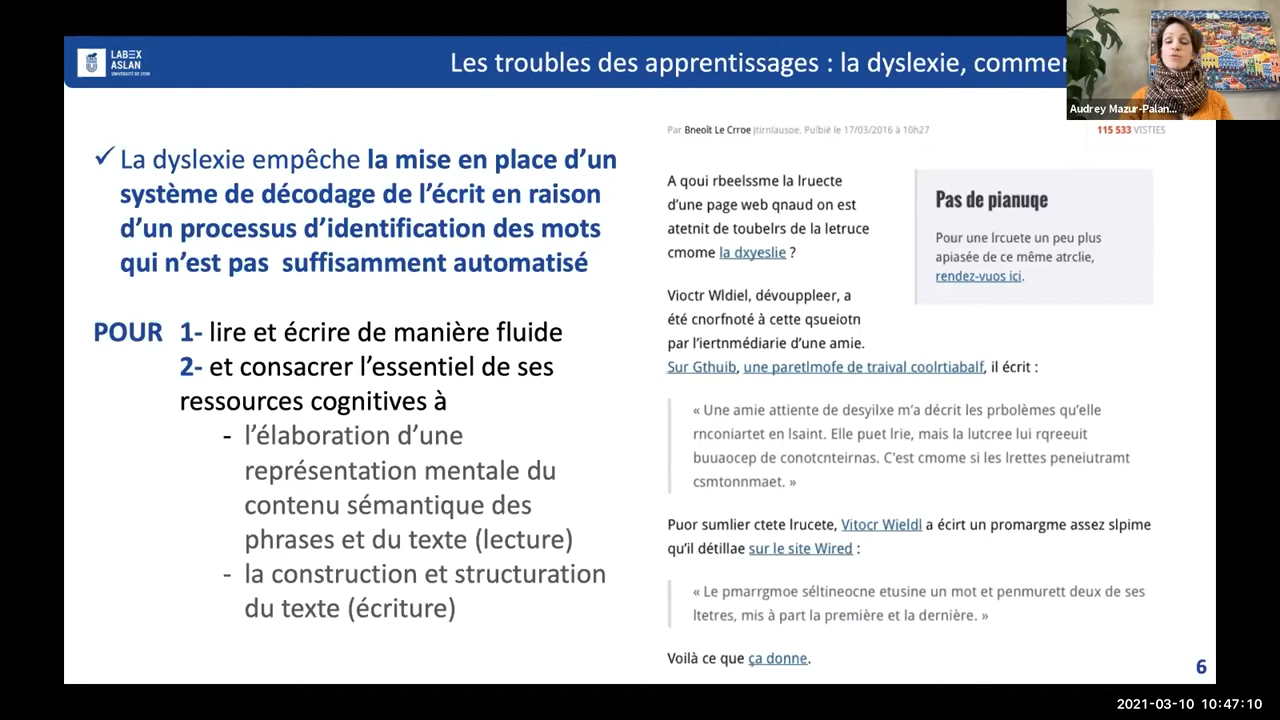 LABEX
ASLAN
UNIVERSITÉ DE LYON
Les troubles des apprentissages : la dyslexie, commen
Audrey Mazur-Palan...
✓ La dyslexie empêche la mise en place d’un
système de décodage de l’écrit en raison
d’un processus d’identification des mots
qui n’est pas suffisamment automatisé
POUR 1- lire et écrire de manière fluide
2- et consacrer l’essentiel de ses
ressources cognitives à
- l’élaboration d’une
représentation mentale du
contenu sémantique des
phrases et du texte (lecture)
- la construction et structuration
du texte (écriture)
Par Bneoît Le Crroe Jtirnlausoe. Pulbié le 17/03/2016 à 10h27
115 533 VISTIES
A qoui rbeelssme la lruecte
d’une page web qnaud on est
atetnit de toubelrs de la letruce
cmome la dxyeslie ?
Pas de pianuqe
Pour une lrcuete un peu plus
apiasée de ce même atrclie,
rendez-vuos ici.
Vioctr Wldiel, dévouppleer, a
été cnorfnoté à cette qsueiotn
par l’iertnmédiarie d’une amie.
Sur Gthuib, une paretlmofe de traival coolrtiabalf, il écrit :
« Une amie attiente de desyilxe m’a décrit les prbolèmes qu’elle
rnconiartet en lsaint. Elle puet lrie, mais la lutcree lui rqreeuit
buuaocep de conotcnteirnas. C’est cmome si les lrettes peneiutramt
csmtonnmaet. »
Puor sumlier ctete lrucete, Vitocr Wieldl a écirt un promargme assez slpime
qu’il détillae sur le site Wired :
« Le pmarrgmoe séltineocne etusine un mot et penmurett deux de ses
ltetres, mis à part la première et la dernière. »
Voilà ce que ça donne.
6
2021-03-10 10:47:10